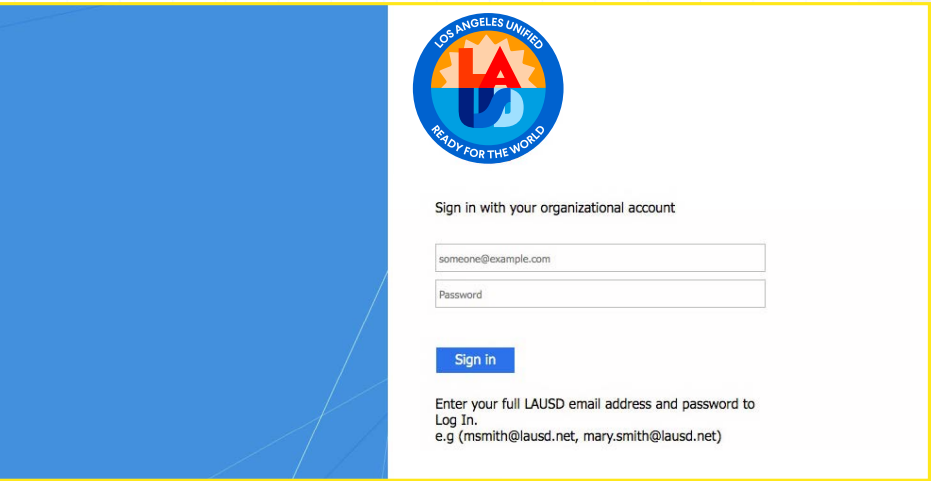 LOS ANGELES UNIFIED
LAUSD
READY FOR THE WORLD
Sign in with your organizational account
someone@example.com
Password
Sign in
Enter your full LAUSD email address and password to
Log In.
e.g (msmith@lausd.net, mary.smith@lausd.net)